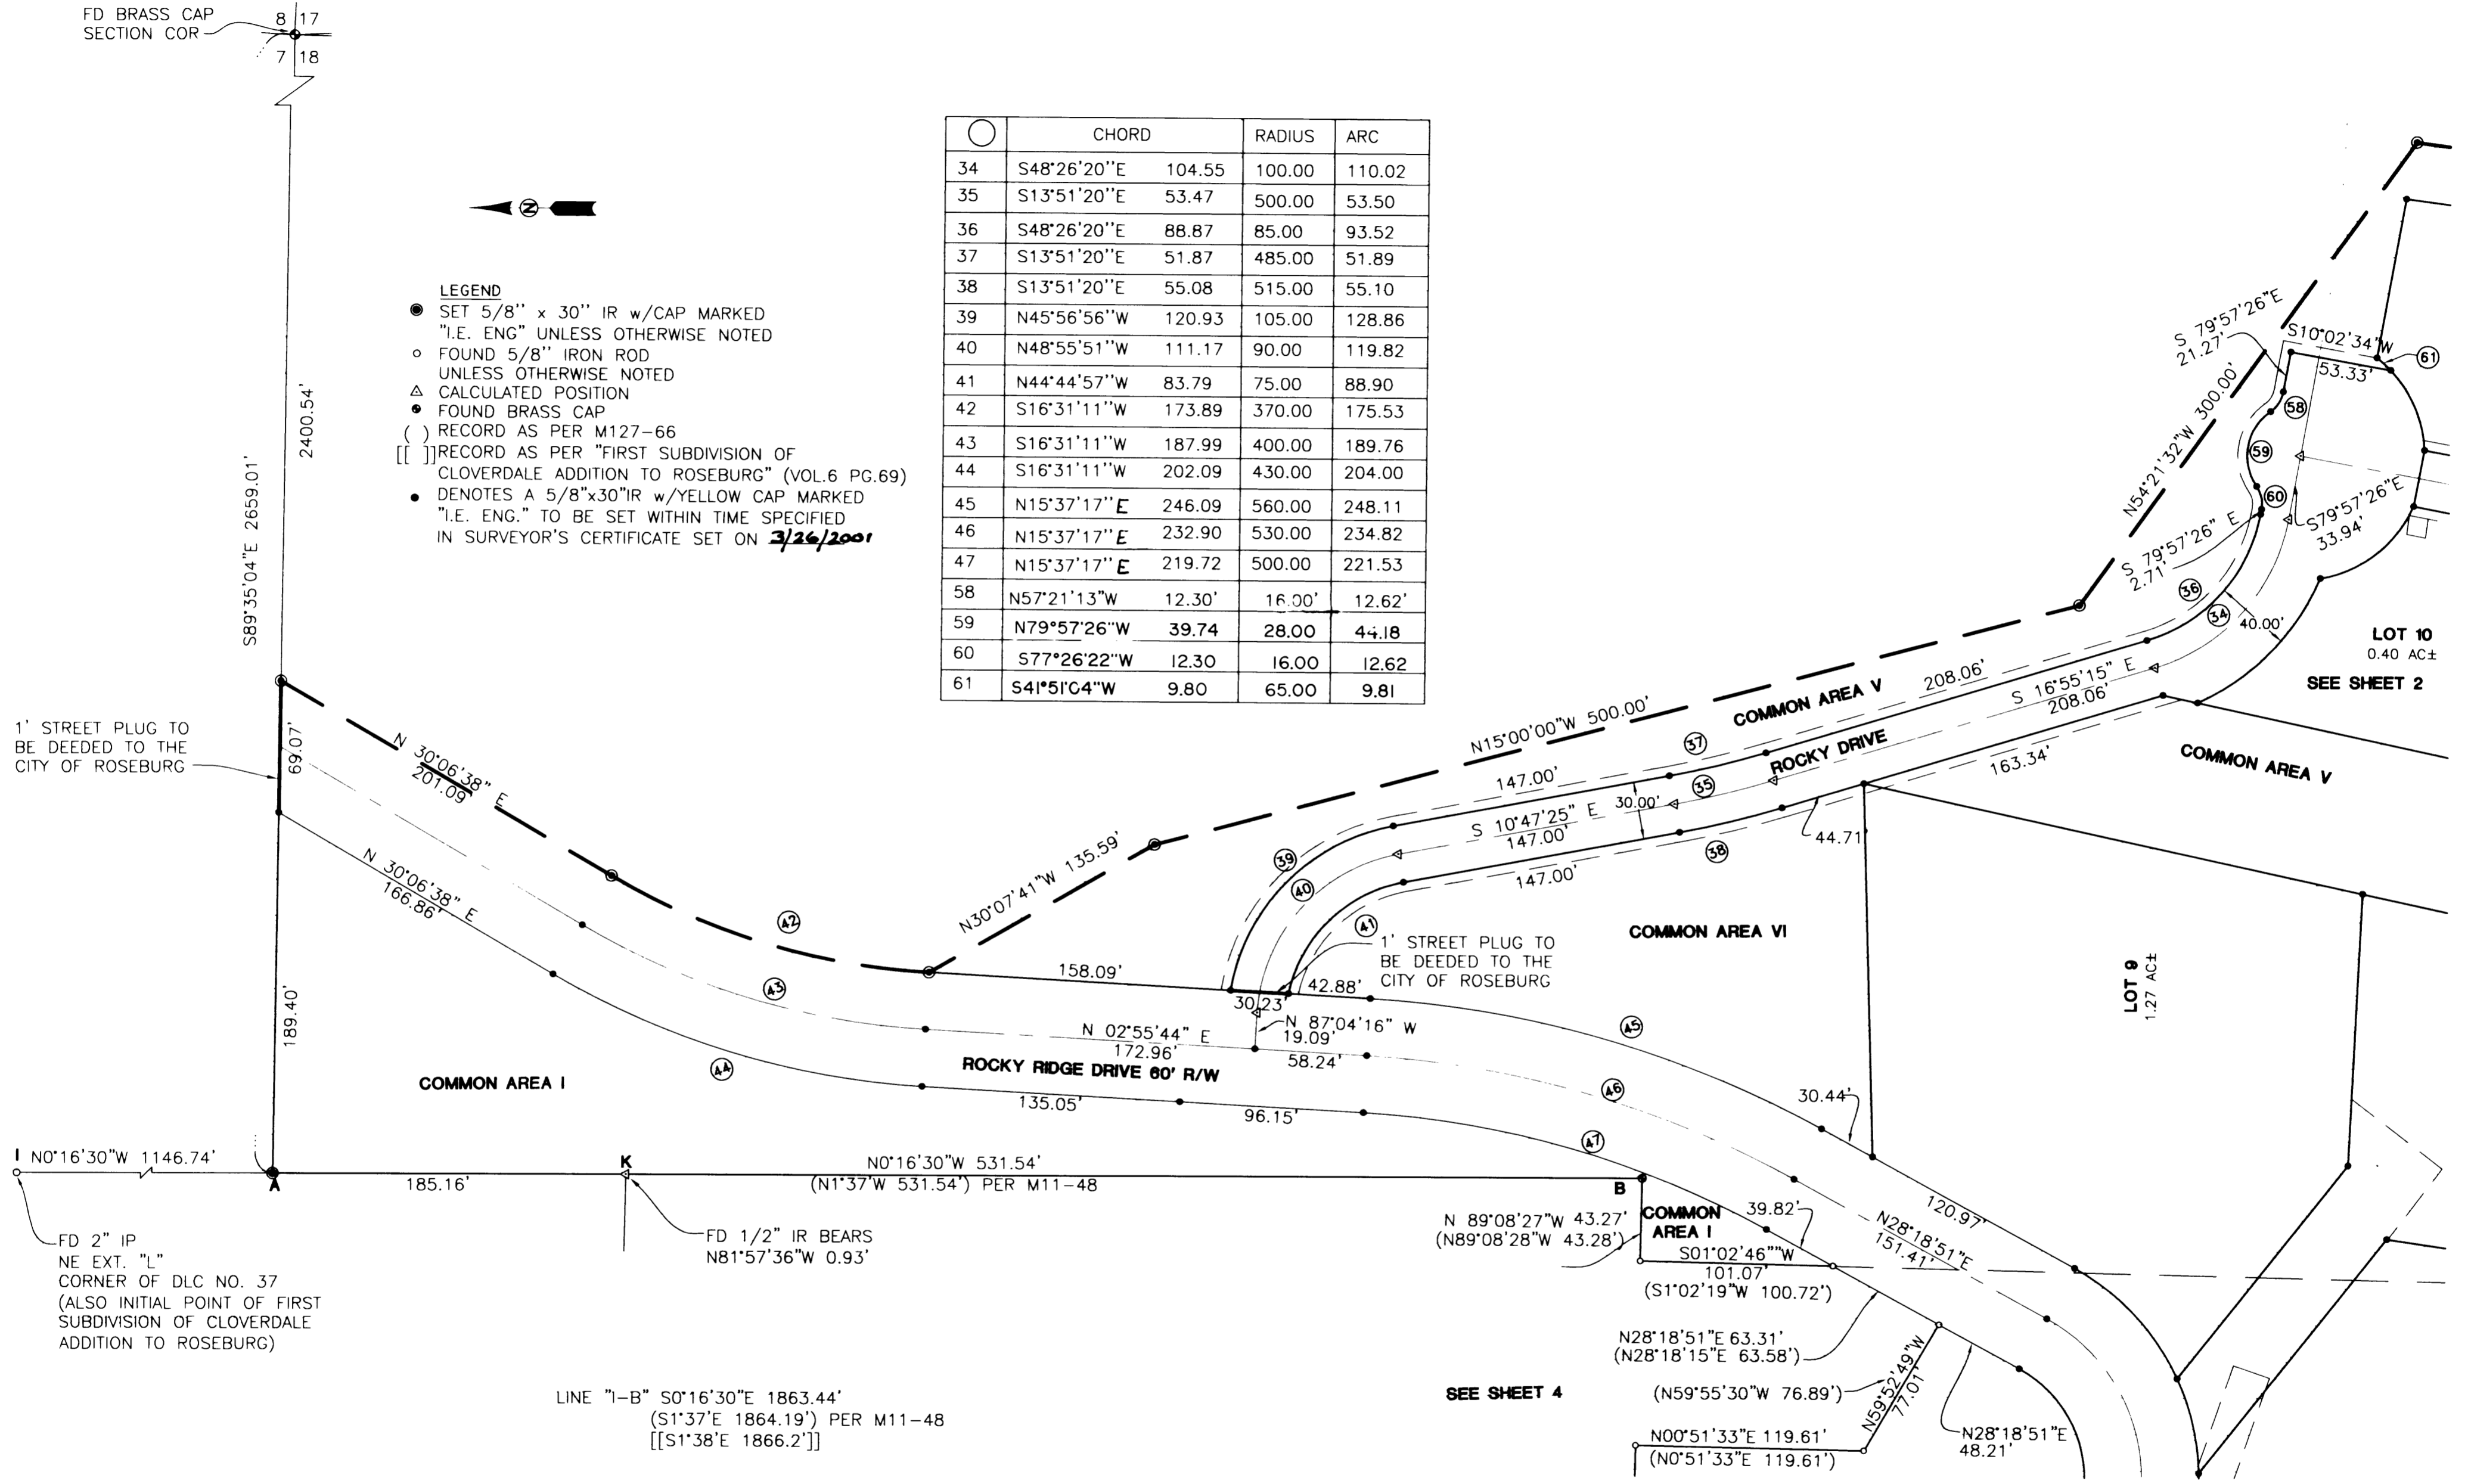 FD BRASS CAP
SECTION COR
8 17
7 18
2400.54'
S89°35'04"E 2659.01'
N
LEGEND
SET 5/8'' x 30'' IR w/CAP MARKED
"I.E. ENG" UNLESS OTHERWISE NOTED
FOUND 5/8'' IRON ROD
UNLESS OTHERWISE NOTED
CALCULATED POSITION
FOUND BRASS CAP
( ) RECORD AS PER M127-66
[[ ]] RECORD AS PER "FIRST SUBDIVISION OF
CLOVERDALE ADDITION TO ROSEBURG" (VOL.6 PG.69)
DENOTES A 5/8"x30"IR w/YELLOW CAP MARKED
"I.E. ENG." TO BE SET WITHIN TIME SPECIFIED
IN SURVEYOR'S CERTIFICATE SET ON 3/26/2001
CHORD RADIUS ARC
34 S48°26'20''E 104.55 100.00 110.02
35 S13°51'20''E 53.47 500.00 53.50
36 S48°26'20''E 88.87 85.00 93.52
37 S13°51'20''E 51.87 485.00 51.89
38 S13°51'20''E 55.08 515.00 55.10
39 N45°56'56''W 120.93 105.00 128.86
40 N48°55'51''W 111.17 90.00 119.82
41 N44°44'57''W 83.79 75.00 88.90
42 S16°31'11''W 173.89 370.00 175.53
43 S16°31'11''W 187.99 400.00 189.76
44 S16°31'11''W 202.09 430.00 204.00
45 N15°37'17''E 246.09 560.00 248.11
46 N15°37'17''E 232.90 530.00 234.82
47 N15°37'17''E 219.72 500.00 221.53
58 N57°21'13"W 12.30' 16.00' 12.62'
59 N79°57'26"W 39.74 28.00 44.18
60 S77°26'22"W 12.30 16.00 12.62
61 S41°51'04"W 9.80 65.00 9.81
S 79°57'26"E
21.27'
S10°02'34"W
53.33'
61
58
59
60
N54°21'32"W 300.00'
S79°57'26"E
33.94'
S 79°57'26" E
2.71'
36
34
40.00'
LOT 10
0.40 AC±
SEE SHEET 2
1' STREET PLUG TO
BE DEEDED TO THE
CITY OF ROSEBURG
69.07'
N 30°06'38" E
201.09'
N15°00'00"W 500.00'
COMMON AREA V
208.06'
S 16°55'15" E
208.06'
37
ROCKY DRIVE
163.34'
COMMON AREA V
147.00'
35
30.00'
S 10°47'25" E
147.00'
44.71'
38
147.00'
39
40
41
N30°07'41"W 135.59'
N 30°06'38" E
166.86'
42
43
44
189.40'
COMMON AREA VI
1' STREET PLUG TO
BE DEEDED TO THE
CITY OF ROSEBURG
158.09'
42.88'
30.23'
N 87°04'16" W
19.09'
N 02°55'44" E
172.96'
58.24'
ROCKY RIDGE DRIVE 60' R/W
LOT 9
1.27 AC±
45
46
47
COMMON AREA I
135.05'
96.15'
30.44'
I N0°16'30"W 1146.74'
A
185.16'
K
N0°16'30"W 531.54'
(N1°37'W 531.54') PER M11-48
B
FD 2" IP
NE EXT. "L"
CORNER OF DLC NO. 37
(ALSO INITIAL POINT OF FIRST
SUBDIVISION OF CLOVERDALE
ADDITION TO ROSEBURG)
FD 1/2" IR BEARS
N81°57'36"W 0.93'
N 89°08'27"W 43.27'
(N89°08'28"W 43.28')
COMMON
AREA I
39.82'
120.97'
N28°18'51"E
151.41'
S01°02'46""W
101.07'
(S1°02'19"W 100.72')
N28°18'51"E 63.31'
(N28°18'15"E 63.58')
LINE "I-B" S0°16'30"E 1863.44'
(S1°37'E 1864.19') PER M11-48
[[S1°38'E 1866.2']]
SEE SHEET 4
(N59°55'30"W 76.89')
N59°52'49"W
77.01'
N28°18'51"E
48.21'
N00°51'33"E 119.61'
(N0°51'33"E 119.61')